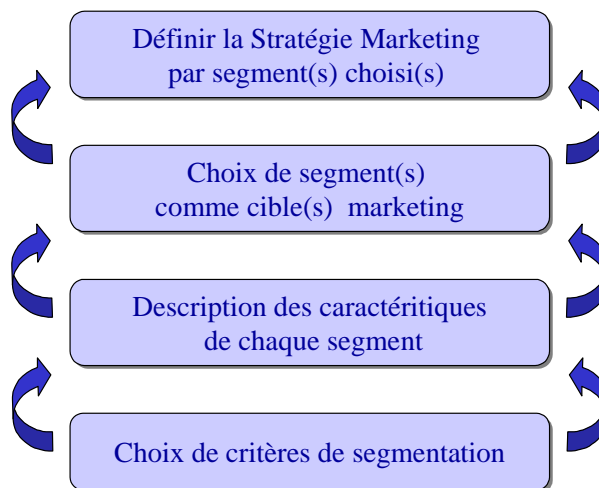 Définir la Stratégie Marketing
par segment(s) choisi(s)
Choix de segment(s)
comme cible(s) marketing
Description des caractéritiques
de chaque segment
Choix de critères de segmentation